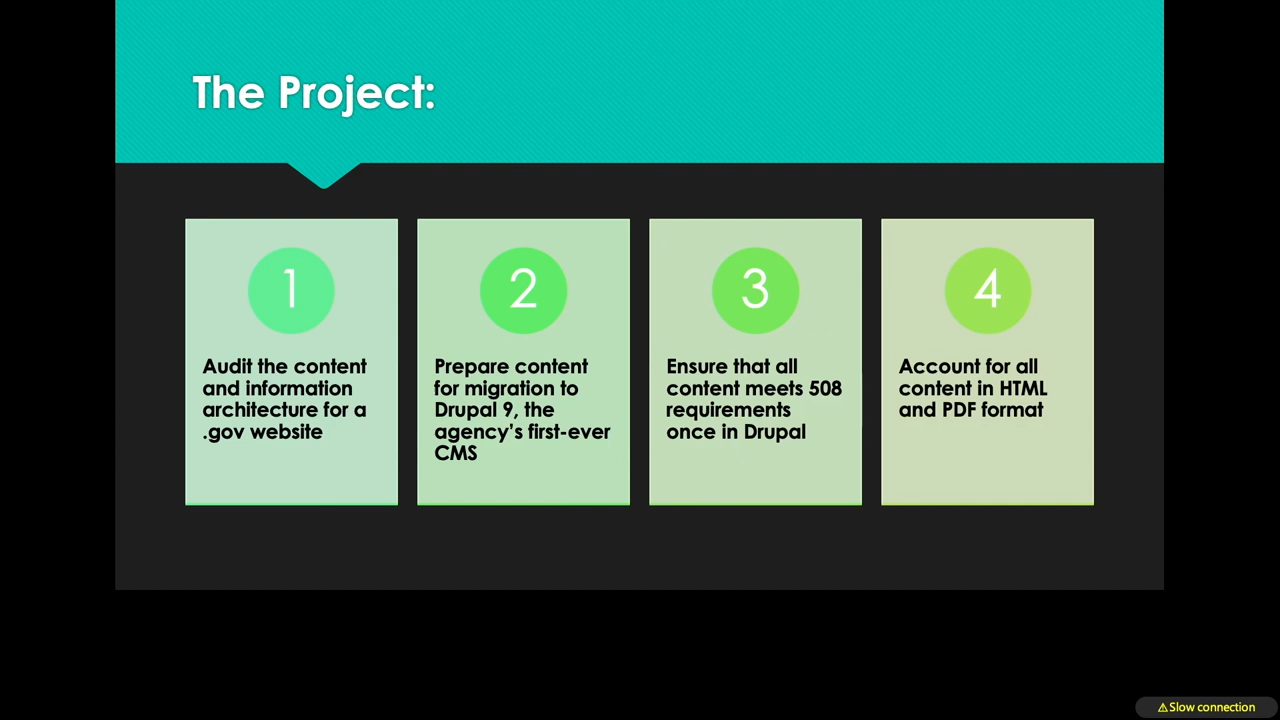 The Project:
1
Audit the content
and information
architecture for a
.gov website
2
Prepare content
for migration to
Drupal 9, the
agency's first-ever
CMS
3
Ensure that all
content meets 508
requirements
once in Drupal
4
Account for all
content in HTML
and PDF format
⚠Slow connection